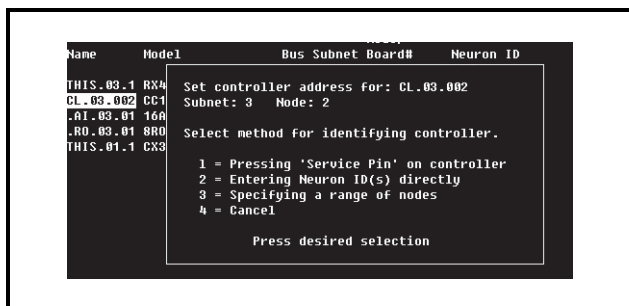 Name Model Bus Subnet Board# Neuron ID
THIS.03.1 RX4
CL.03.002 CC1
.AI.03.01 16A
.RO.03.01 8RO
THIS.01.1 CX3
Set controller address for: CL.03.002
Subnet: 3 Node: 2
Select method for identifying controller.
1 = Pressing 'Service Pin' on controller
2 = Entering Neuron ID(s) directly
3 = Specifying a range of nodes
4 = Cancel
Press desired selection